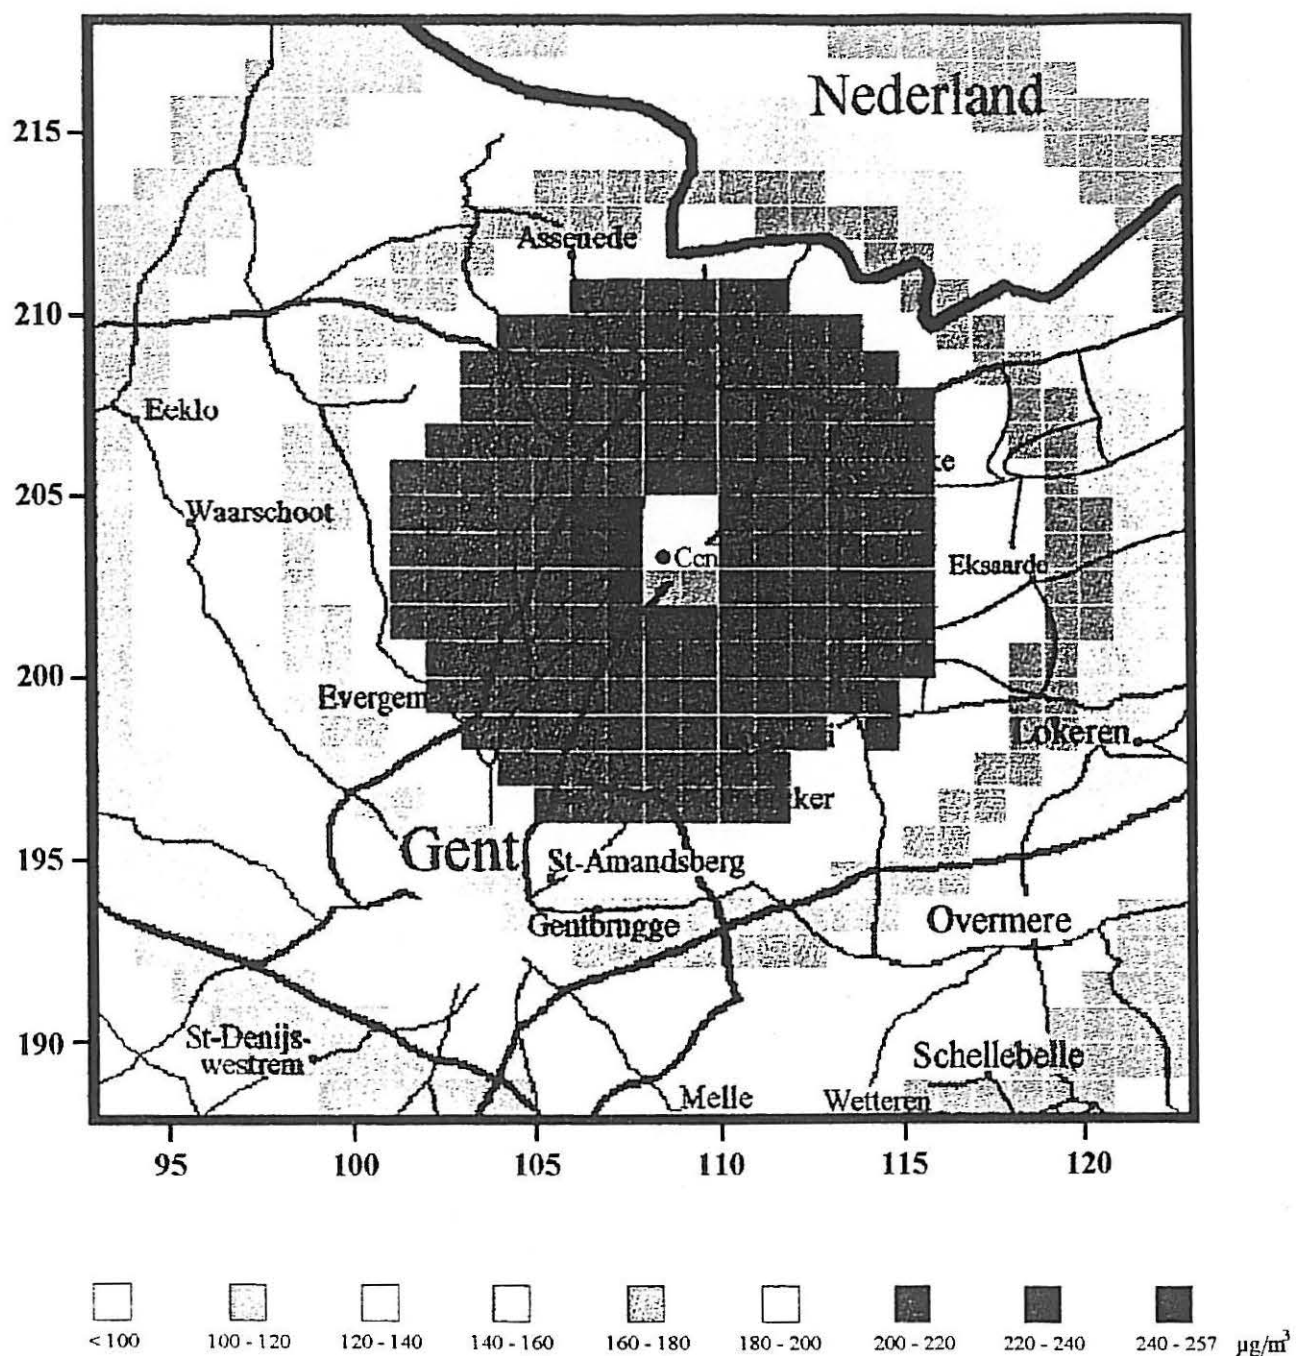 Nederland
215
Assenede
210
Eeklo
205
Waarschoot
Eksaarde
200
Evergem
Lokeren
Gent
195
St-Amandsberg
Gentbrugge
Overmere
190
St-Denijs-
westrem
Schellebelle
Melle
Wetteren
95 100 105 110 115 120
< 100 100 - 120 120 - 140 140 - 160 160 - 180 180 - 200 200 - 220 220 - 240 240 - 257 µg/m³